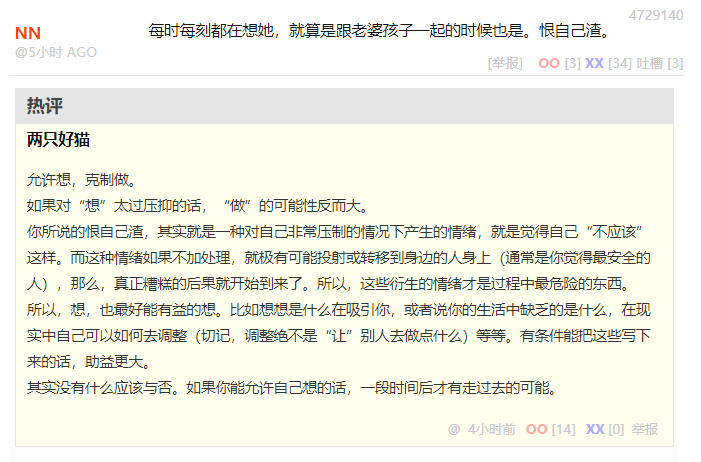 4729140
NN
每时每刻都在想她，就算是跟老婆孩子一起的时候也是。恨自己渣。
@5小时 AGO
[举报] OO [3] XX [34] 吐槽 [3]
热评
两只好猫
允许想，克制做。
如果对“想”太过压抑的话，“做”的可能性反而大。
你所说的恨自己渣，其实就是一种对自己非常压制的情况下产生的情绪，就是觉得自己“不应该”
这样。而这种情绪如果不加处理，就极有可能投射或转移到身边的人身上（通常是你觉得最安全的
人），那么，真正糟糕的后果就开始到来了。所以，这些衍生的情绪才是过程中最危险的东西。
所以，想，也最好能有益的想。比如想想是什么在吸引你，或者说你的生活中缺乏的是什么，在现
实中自己可以如何去调整（切记，调整绝不是“让”别人去做点什么）等等。有条件能把这些写下
来的话，助益更大。
其实没有什么应该与否。如果你能允许自己想的话，一段时间后才有走过去的可能。
@ 4小时前 OO [14] XX [0] 举报